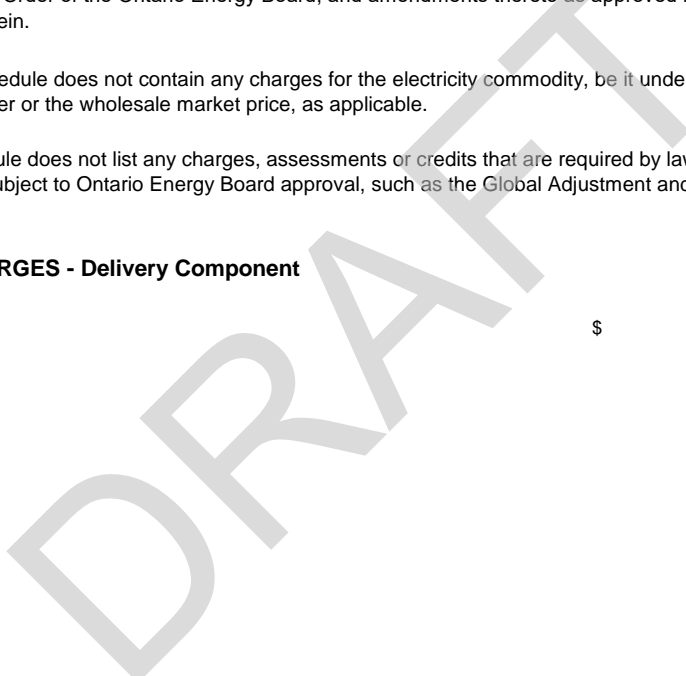 Order of the Ontario Energy Board, and amendments thereto as approved
ein.
edule does not contain any charges for the electricity commodity, be it unde
er or the wholesale market price, as applicable.
ule does not list any charges, assessments or credits that are required by law
ubject to Ontario Energy Board approval, such as the Global Adjustment and
RGES - Delivery Component
$
DRAFT